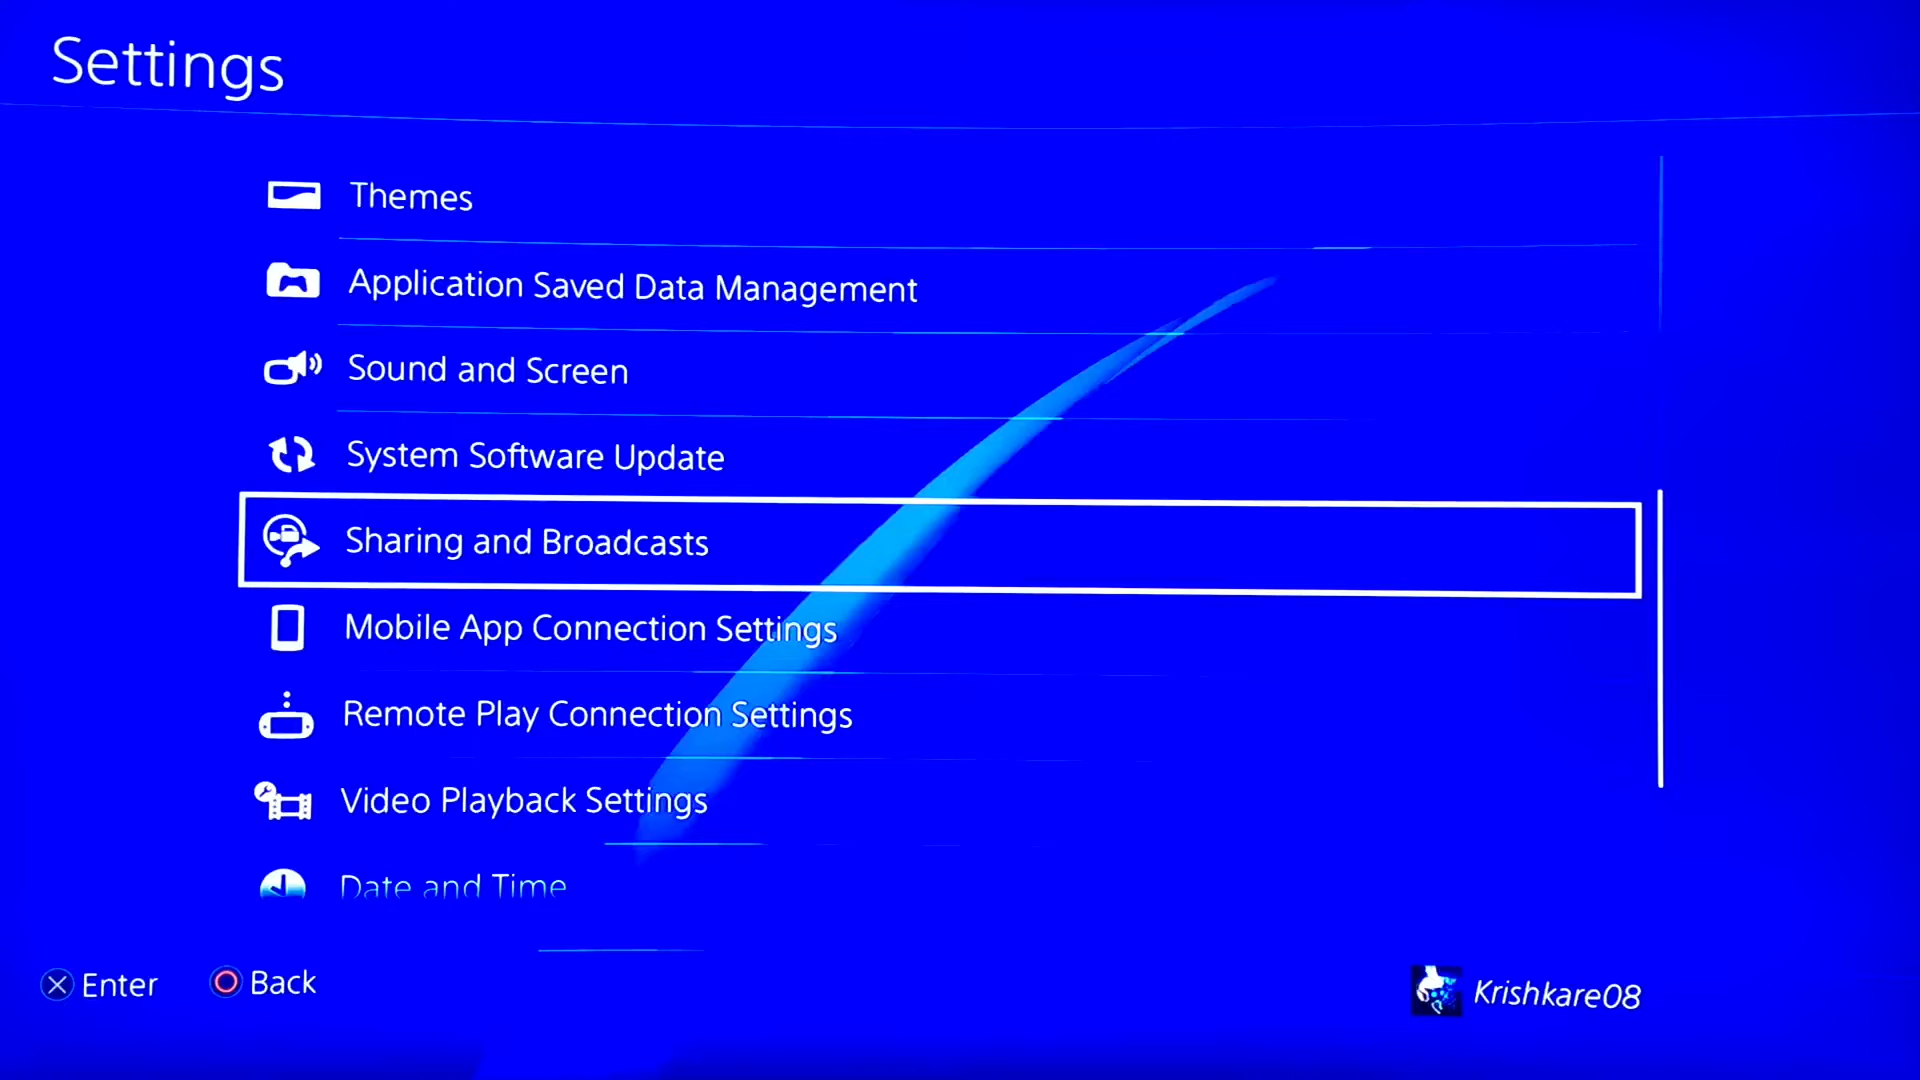 Settings
Themes
Application Saved Data Management
Sound and Screen
System Software Update
Sharing and Broadcasts
Mobile App Connection Settings
Remote Play Connection Settings
Video Playback Settings
Date and Time
Enter
Back
Krishkare08